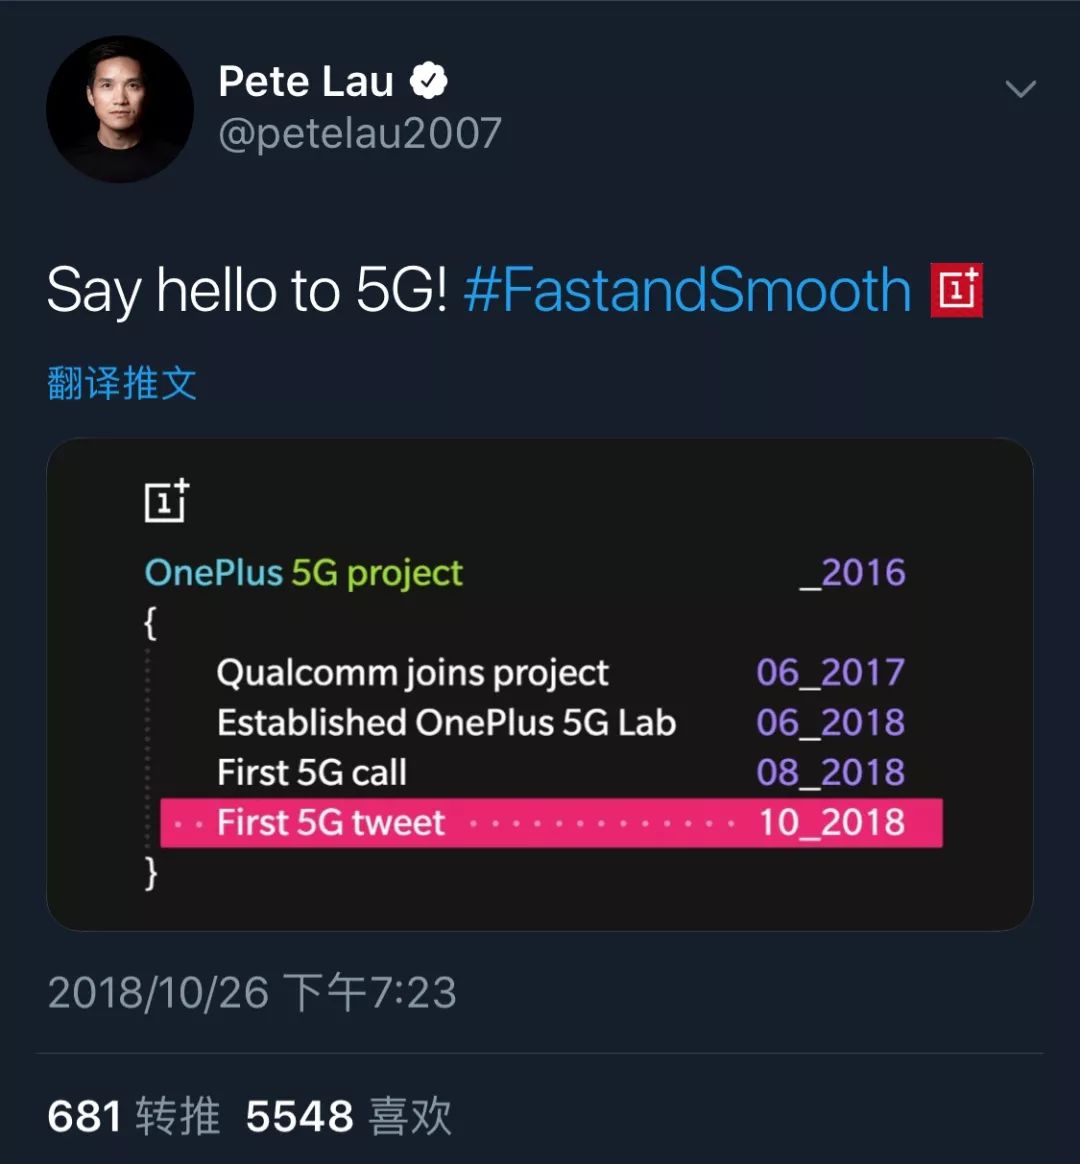 Pete Lau
@petelau2007
Say hello to 5G! #FastandSmooth
翻译推文
OnePlus 5G project _2016
{
Qualcomm joins project 06_2017
Established OnePlus 5G Lab 06_2018
First 5G call 08_2018
·· First 5G tweet ············· 10_2018
}
2018/10/26 下午7:23
681 转推 5548 喜欢